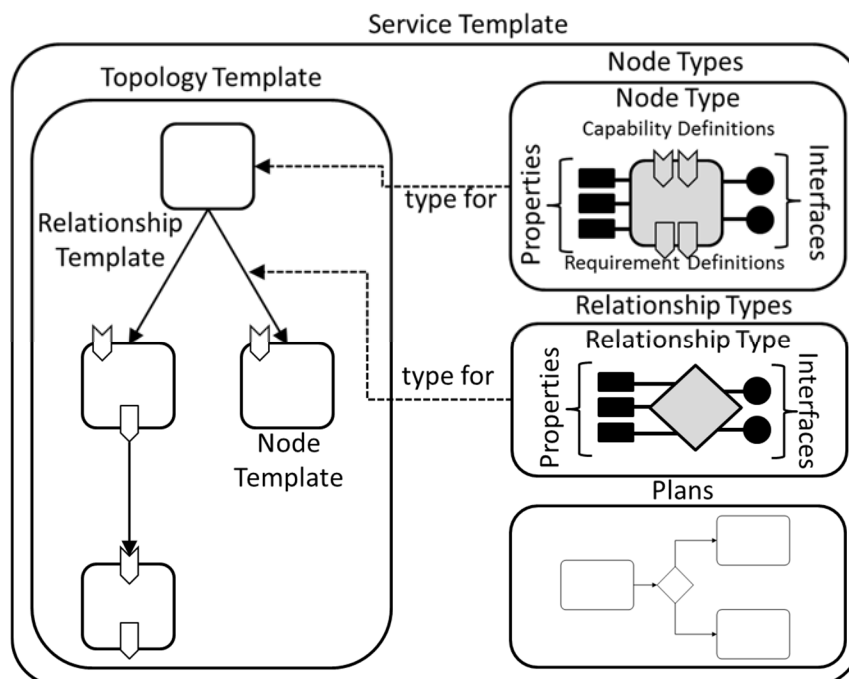 Service Template
Topology Template
Relationship
Template
Node
Template
type for
type for
Node Types
Node Type
Capability Definitions
Properties
Interfaces
Requirement Definitions
Relationship Types
Relationship Type
Properties
Interfaces
Plans